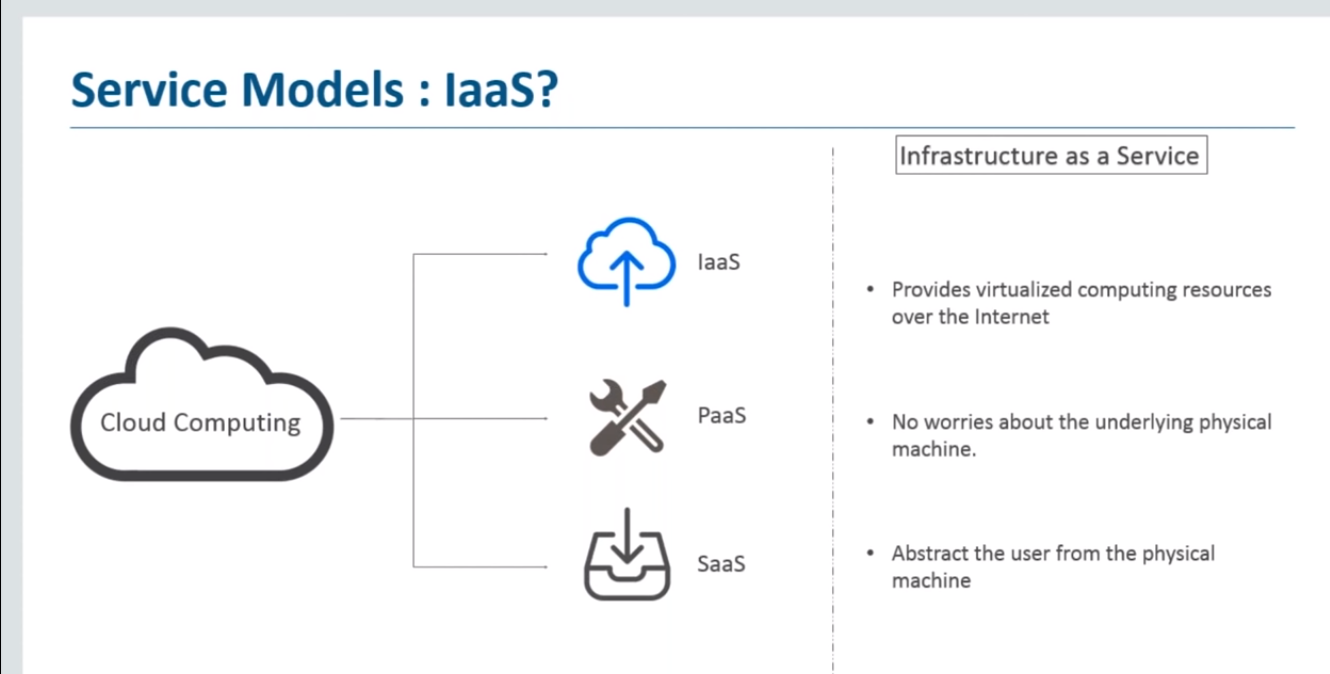 Service Models : IaaS?
Infrastructure as a Service
Cloud Computing
IaaS
PaaS
SaaS
• Provides virtualized computing resources
over the Internet
• No worries about the underlying physical
machine.
• Abstract the user from the physical
machine